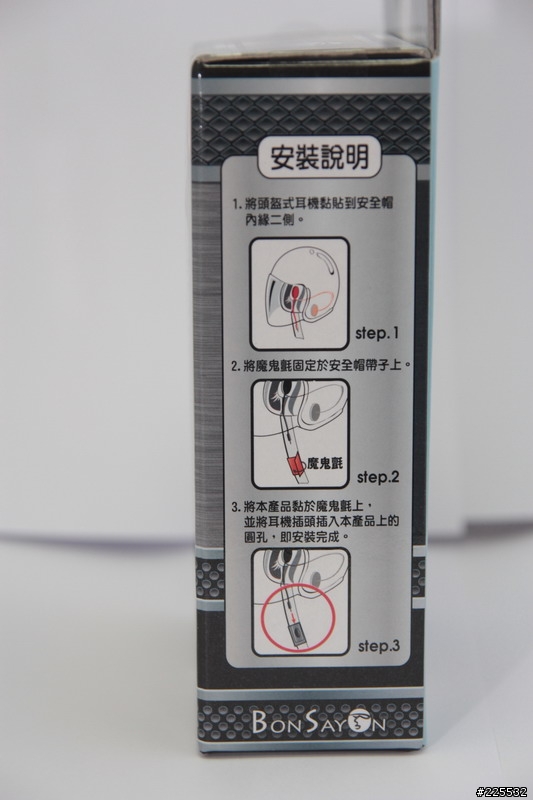 安裝說明
1. 將頭盔式耳機黏貼到安全帽
內緣二側。
step.1
2. 將魔鬼氈固定於安全帽帶子上。
魔鬼氈
step.2
3. 將本產品黏於魔鬼氈上，
並將耳機插頭插入本產品上的
圓孔，即安裝完成。
step.3
BONSAYON
#225532